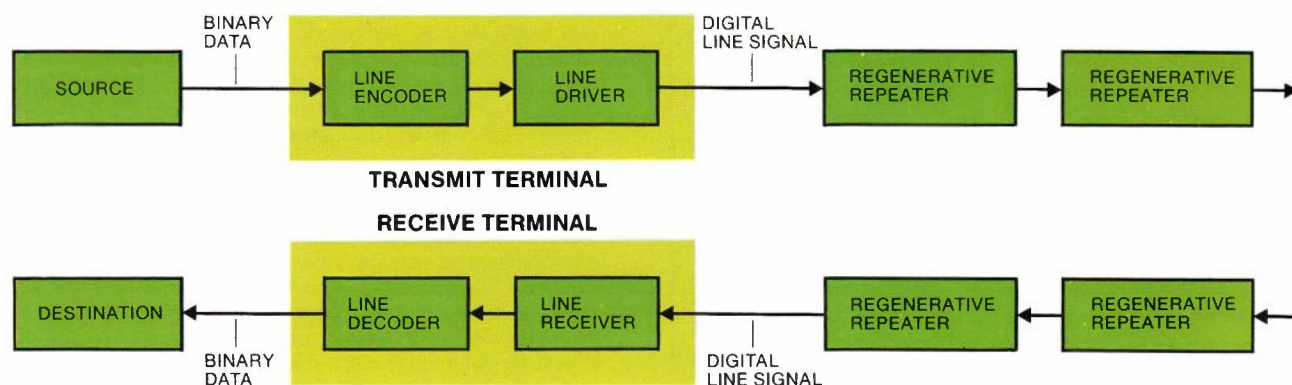 BINARY
DATA
DIGITAL
LINE SIGNAL
SOURCE
LINE
ENCODER
LINE
DRIVER
REGENERATIVE
REPEATER
REGENERATIVE
REPEATER
TRANSMIT TERMINAL
RECEIVE TERMINAL
DESTINATION
LINE
DECODER
LINE
RECEIVER
REGENERATIVE
REPEATER
REGENERATIVE
REPEATER
BINARY
DATA
DIGITAL
LINE SIGNAL